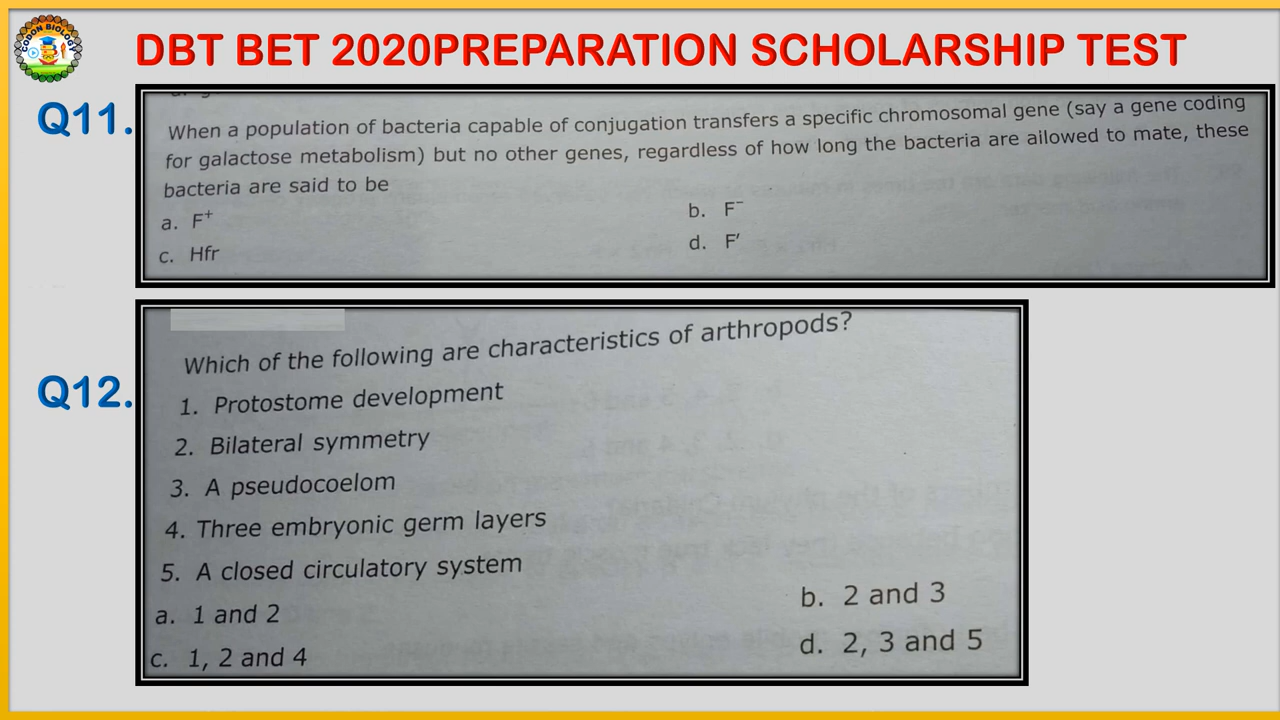 CODON BIOLOGY
DBT BET 2020PREPARATION SCHOLARSHIP TEST
Q11.
When a population of bacteria capable of conjugation transfers a specific chromosomal gene (say a gene coding
for galactose metabolism) but no other genes, regardless of how long the bacteria are allowed to mate, these
bacteria are said to be
a. F⁺
b. F⁻
c. Hfr
d. F′
Q12.
Which of the following are characteristics of arthropods?
1. Protostome development
2. Bilateral symmetry
3. A pseudocoelom
4. Three embryonic germ layers
5. A closed circulatory system
a. 1 and 2
b. 2 and 3
c. 1, 2 and 4
d. 2, 3 and 5